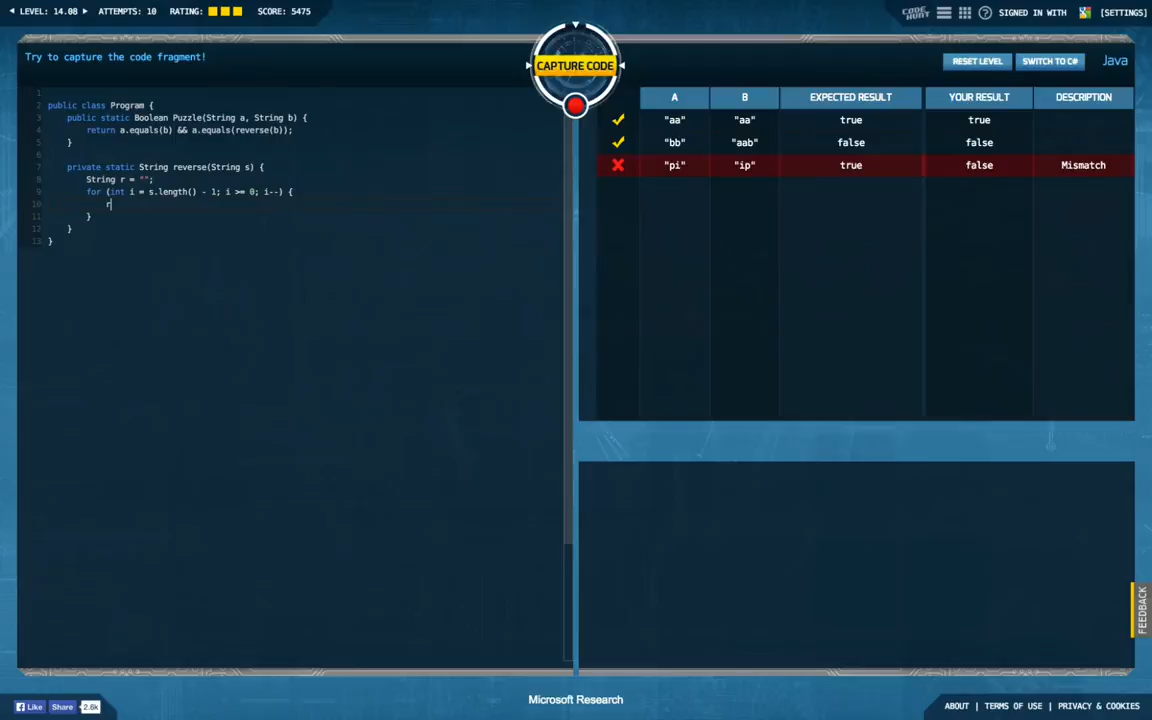 LEVEL: 14.08 ATTEMPTS: 10 RATING: SCORE: 5475
CODE HUNT ? SIGNED IN WITH [SETTINGS]
Try to capture the code fragment!
CAPTURE CODE
RESET LEVEL SWITCH TO C# Java
1
2 public class Program {
3 public static Boolean Puzzle(String a, String b) {
4 return a.equals(b) && a.equals(reverse(b));
5 }
6
7 private static String reverse(String s) {
8 String r = "";
9 for (int i = s.length() - 1; i >= 0; i--) {
10 r
11 }
12 }
13 }
A B EXPECTED RESULT YOUR RESULT DESCRIPTION
"aa" "aa" true true
"bb" "aab" false false
"pi" "ip" true false Mismatch
FEEDBACK
Like Share 2.6k
Microsoft Research
ABOUT | TERMS OF USE | PRIVACY & COOKIES